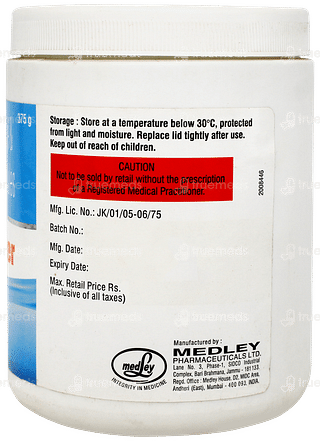 375 g
Storage : Store at a temperature below 30°C, protected
from light and moisture. Replace lid tightly after use.
Keep out of reach of children.
CAUTION
Not to be sold by retail without the prescription
of a Registered Medical Practitioner.
2008446
Mfg. Lic. No.: JK/01/05-06/75
Batch No.:
Mfg. Date:
Expiry Date:
Max. Retail Price Rs.
(Inclusive of all taxes)
medley
INTEGRITY IN MEDICINE
Manufactured by :
MEDLEY
PHARMACEUTICALS LTD.
Lane No. 3, Phase-1, SIDCO Industrial
Complex, Bari Brahmana, Jammu - 181133.
Regd. Office : Medley House, D2, MIDC Area,
Andheri (East), Mumbai - 400 093. INDIA.
truemeds